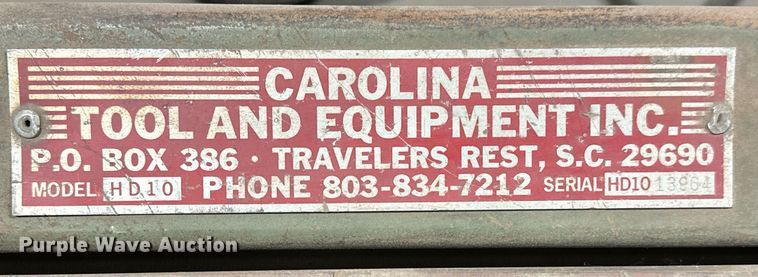 CAROLINA
TOOL AND EQUIPMENT INC.
P.O. BOX 386 · TRAVELERS REST, S.C. 29690
MODEL HD10 PHONE 803-834-7212 SERIAL HD10 13964
Purple Wave Auction